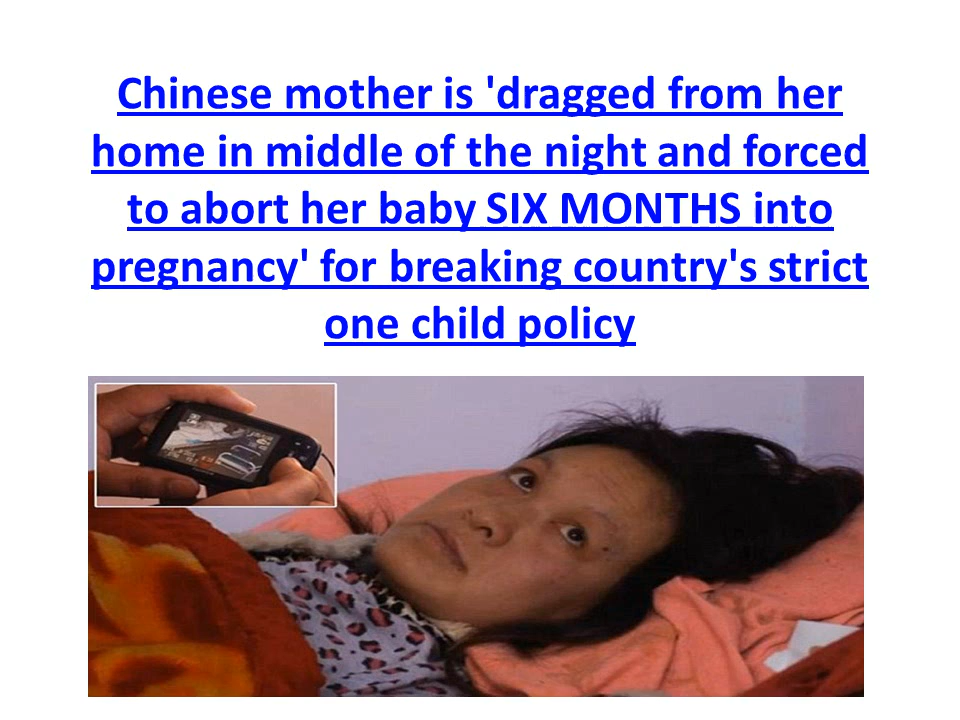 Chinese mother is 'dragged from her
home in middle of the night and forced
to abort her baby SIX MONTHS into
pregnancy' for breaking country's strict
one child policy